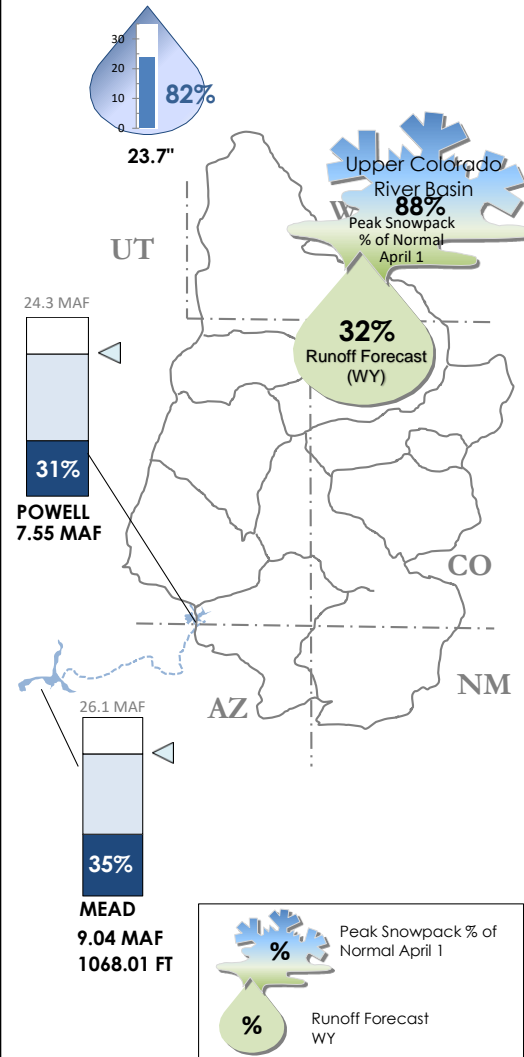 30
20
10
0
82%
23.7"
Upper Colorado
River Basin
W
88%
Peak Snowpack
% of Normal
April 1
UT
32%
Runoff Forecast
(WY)
24.3 MAF
31%
POWELL
7.55 MAF
CO
NM
AZ
26.1 MAF
35%
MEAD
9.04 MAF
1068.01 FT
%
Peak Snowpack % of
Normal April 1
%
Runoff Forecast
WY